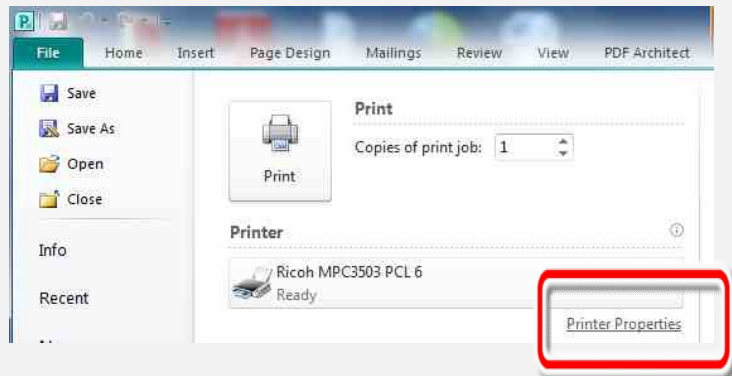 P
File Home Insert Page Design Mailings Review View PDF Architect
Save
Save As
Open
Close
Info
Recent
Print
Print
Copies of print job: 1
Printer
Ricoh MPC3503 PCL 6
Ready
Printer Properties